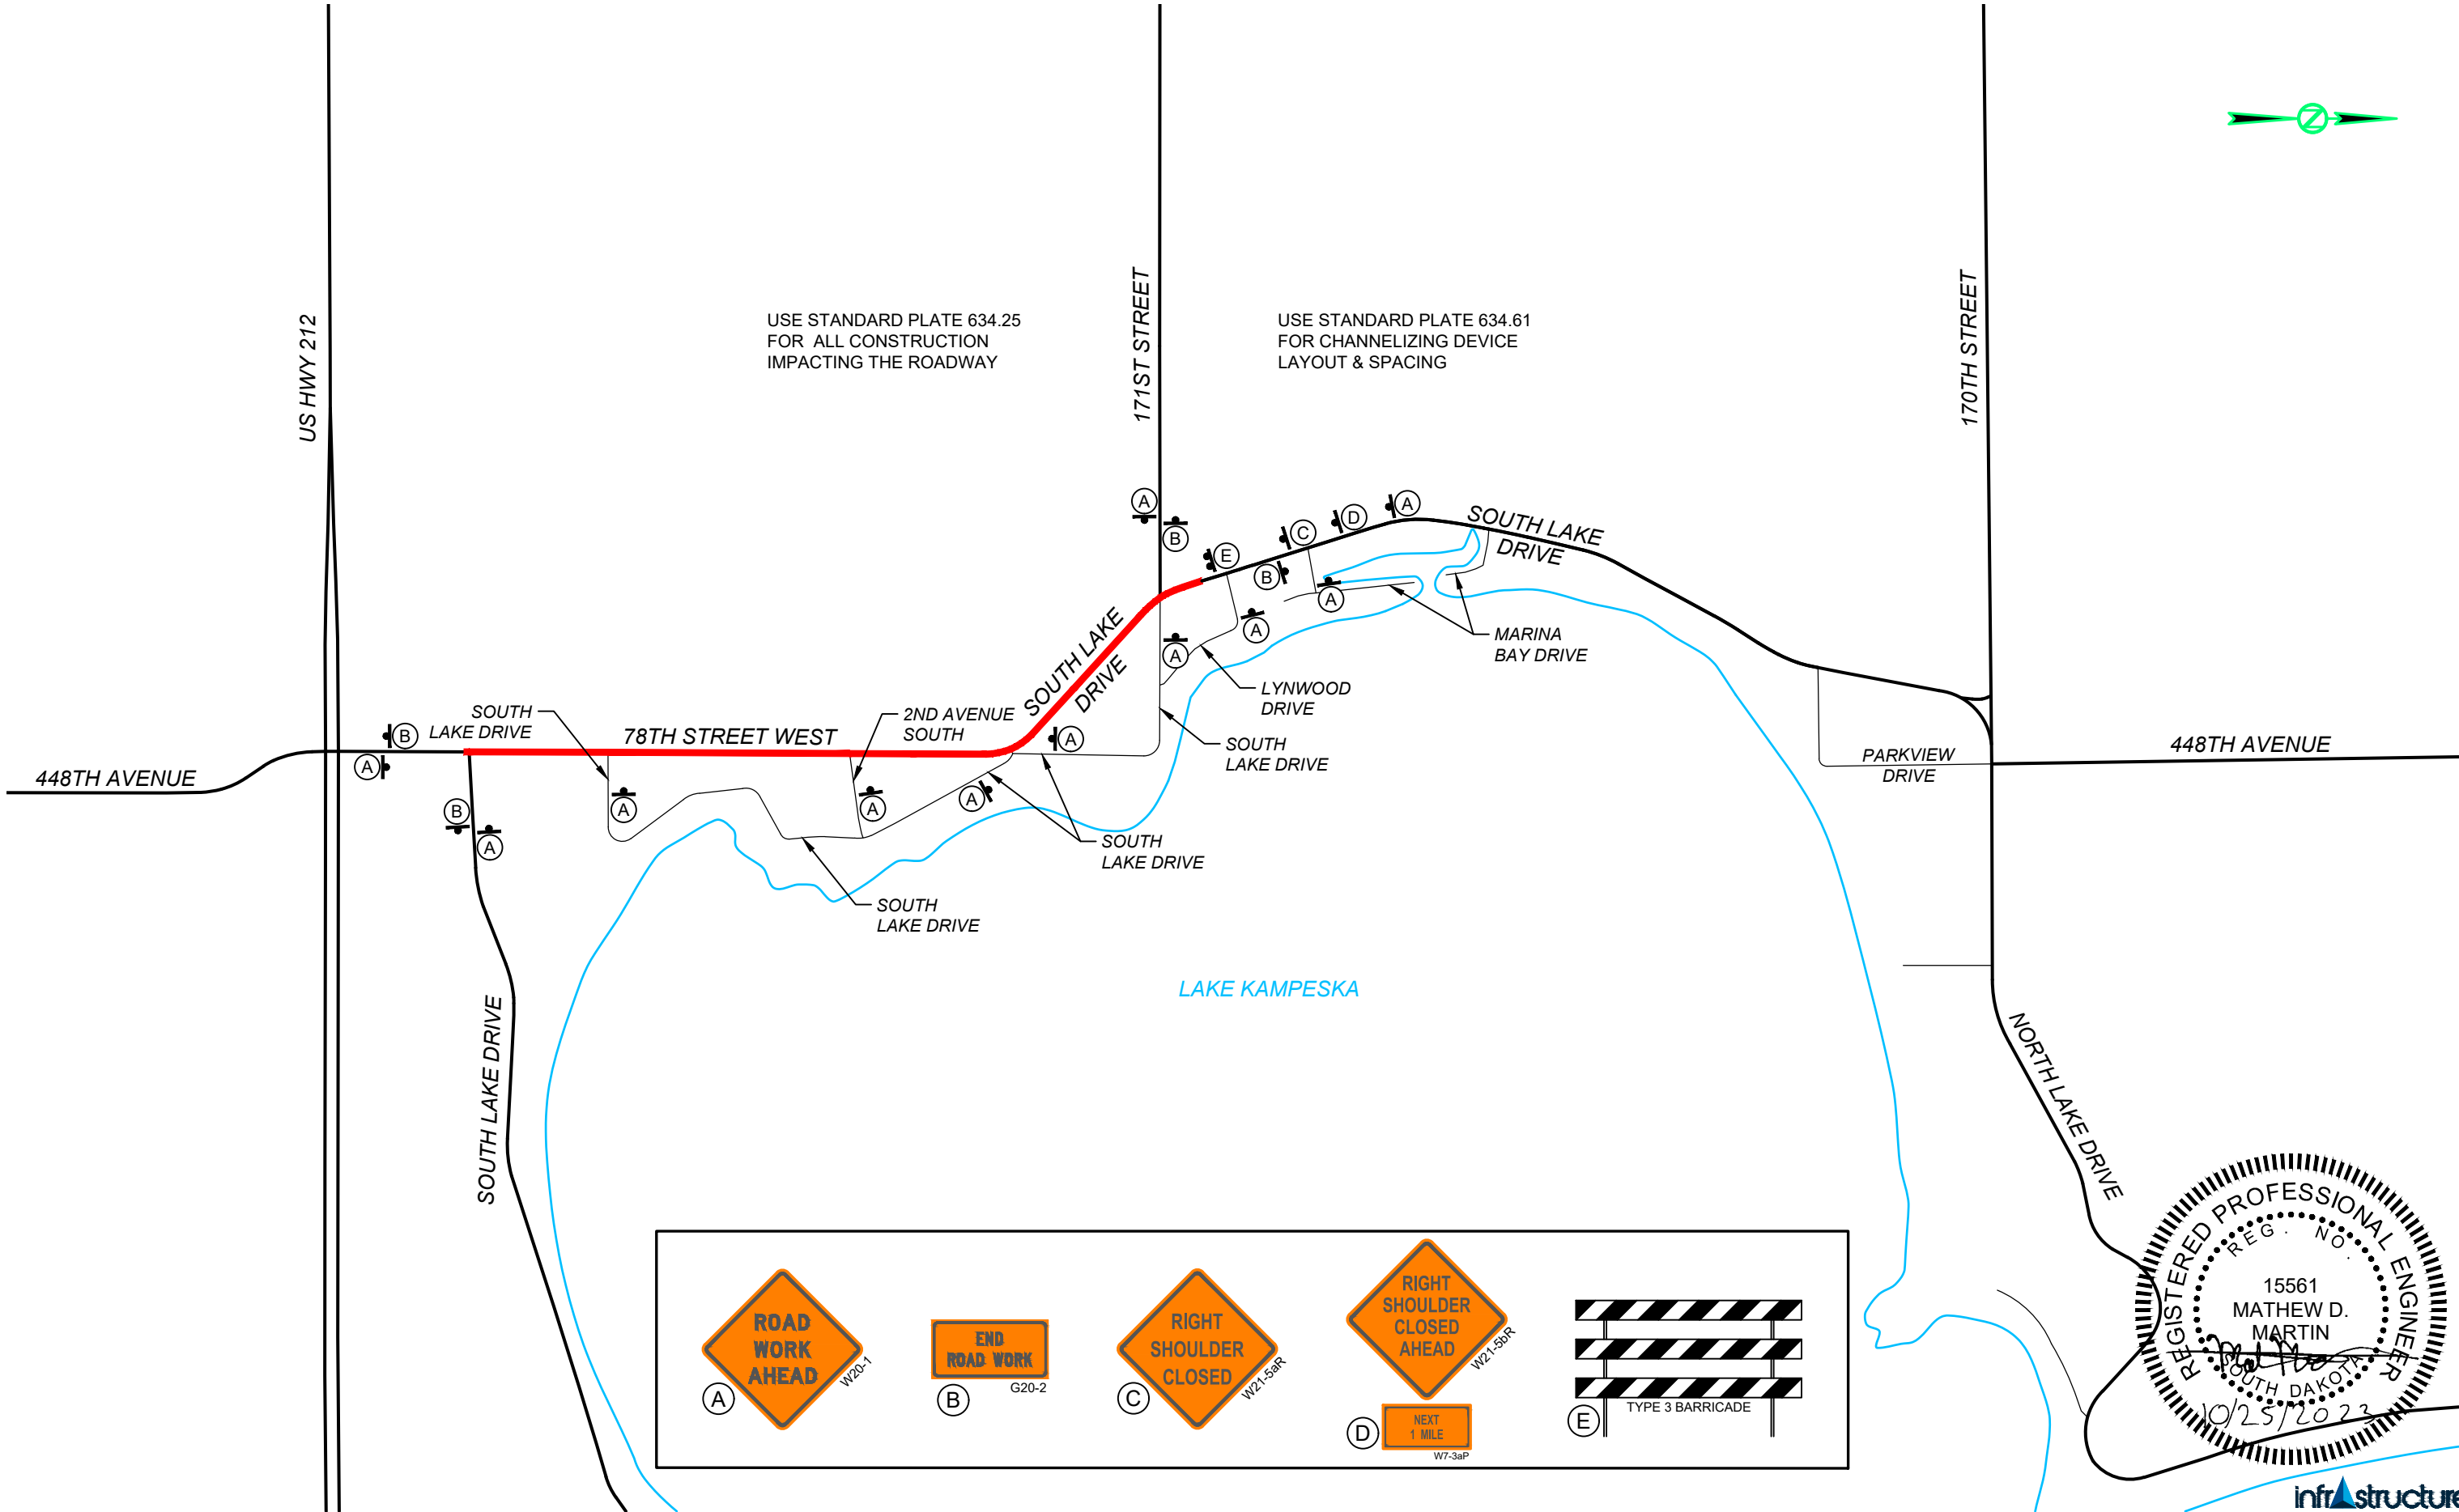 US HWY 212
USE STANDARD PLATE 634.25
FOR ALL CONSTRUCTION
IMPACTING THE ROADWAY
171ST STREET
USE STANDARD PLATE 634.61
FOR CHANNELIZING DEVICE
LAYOUT & SPACING
170TH STREET
Z
A
B
E
C
D
A
B
A
A
A
SOUTH LAKE
DRIVE
MARINA
BAY DRIVE
LYNWOOD
DRIVE
SOUTH
LAKE DRIVE
SOUTH LAKE
DRIVE
A
SOUTH
LAKE DRIVE
78TH STREET WEST
2ND AVENUE
SOUTH
B
A
448TH AVENUE
B
A
A
A
A
SOUTH
LAKE DRIVE
SOUTH
LAKE DRIVE
PARKVIEW
DRIVE
448TH AVENUE
LAKE KAMPESKA
SOUTH LAKE DRIVE
NORTH LAKE DRIVE
ROAD
WORK
AHEAD
W20-1
A
END
ROAD WORK
G20-2
B
RIGHT
SHOULDER
CLOSED
W21-5aR
C
RIGHT
SHOULDER
CLOSED
AHEAD
W21-5bR
NEXT
1 MILE
W7-3aP
D
TYPE 3 BARRICADE
E
REGISTERED PROFESSIONAL ENGINEER
REG. NO.
15561
MATHEW D.
MARTIN
SOUTH DAKOTA
10/25/2023
infrastructure